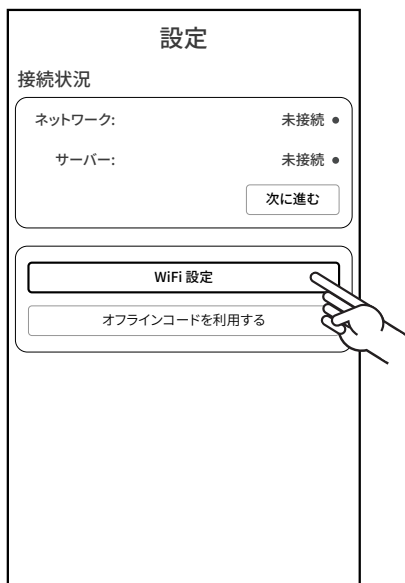 設定
接続状況
ネットワーク: 未接続
サーバー: 未接続
次に進む
WiFi 設定
オフラインコードを利用する